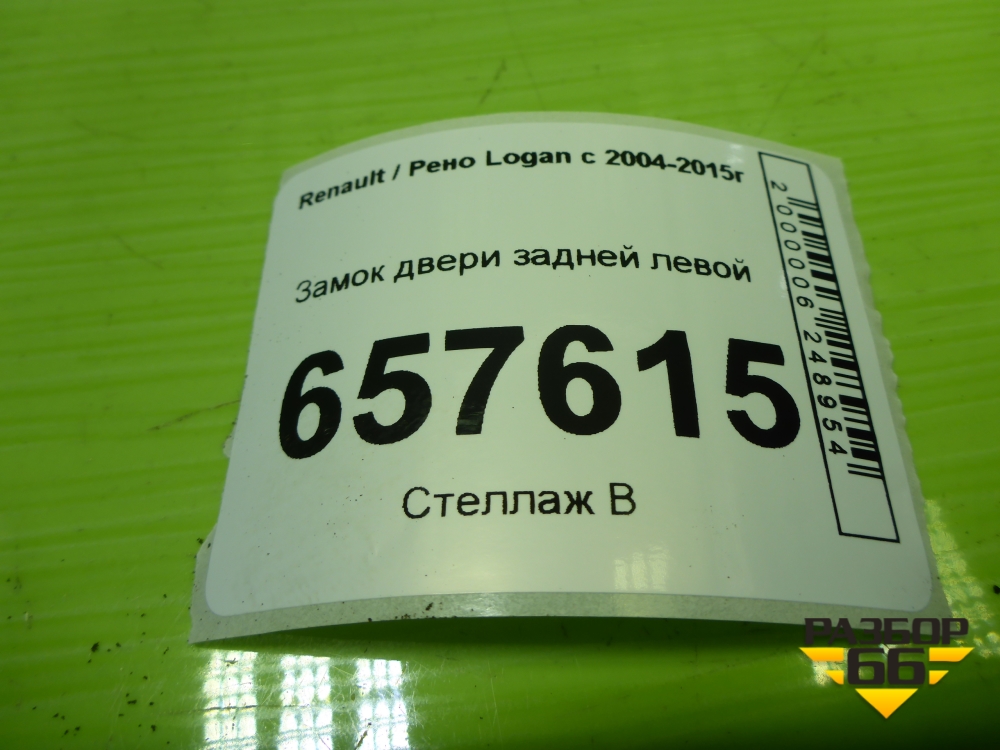 Renault / Рено Logan с 2004-2015г
Замок двери задней левой
657615
Стеллаж В
2000006248954
РАЗБОР
66